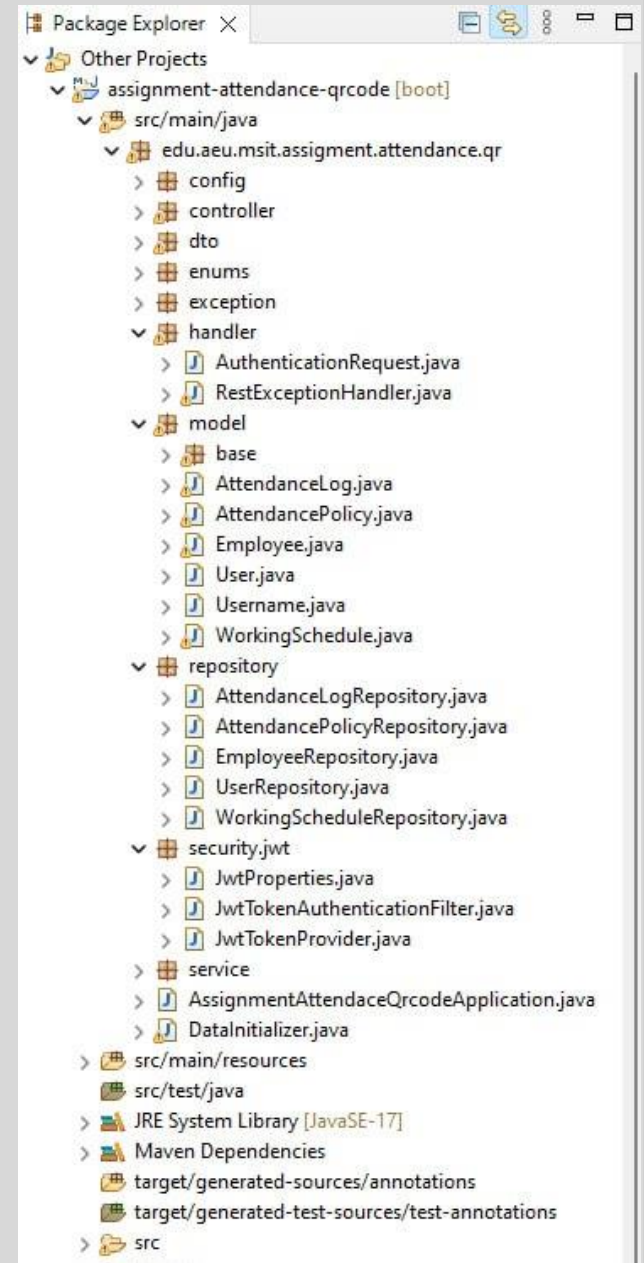 Package Explorer
Other Projects
assignment-attendance-qrcode [boot]
src/main/java
edu.aeu.msit.assigment.attendance.qr
config
controller
dto
enums
exception
handler
AuthenticationRequest.java
RestExceptionHandler.java
model
base
AttendanceLog.java
AttendancePolicy.java
Employee.java
User.java
Username.java
WorkingSchedule.java
repository
AttendanceLogRepository.java
AttendancePolicyRepository.java
EmployeeRepository.java
UserRepository.java
WorkingScheduleRepository.java
security.jwt
JwtProperties.java
JwtTokenAuthenticationFilter.java
JwtTokenProvider.java
service
AssignmentAttendaceQrcodeApplication.java
DataInitializer.java
src/main/resources
src/test/java
JRE System Library [JavaSE-17]
Maven Dependencies
target/generated-sources/annotations
target/generated-test-sources/test-annotations
src